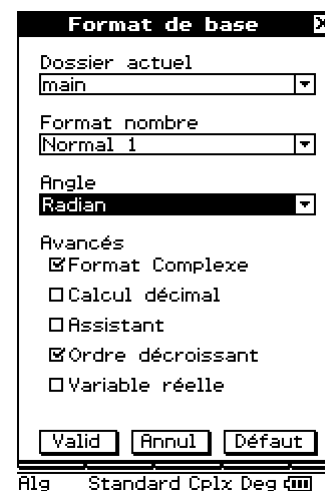 Format de base
Dossier actuel
main
Format nombre
Normal 1
Angle
Radian
Avancés
Format Complexe
Calcul décimal
Assistant
Ordre décroissant
Variable réelle
Valid Annul Défaut
Alg Standard Cplx Deg